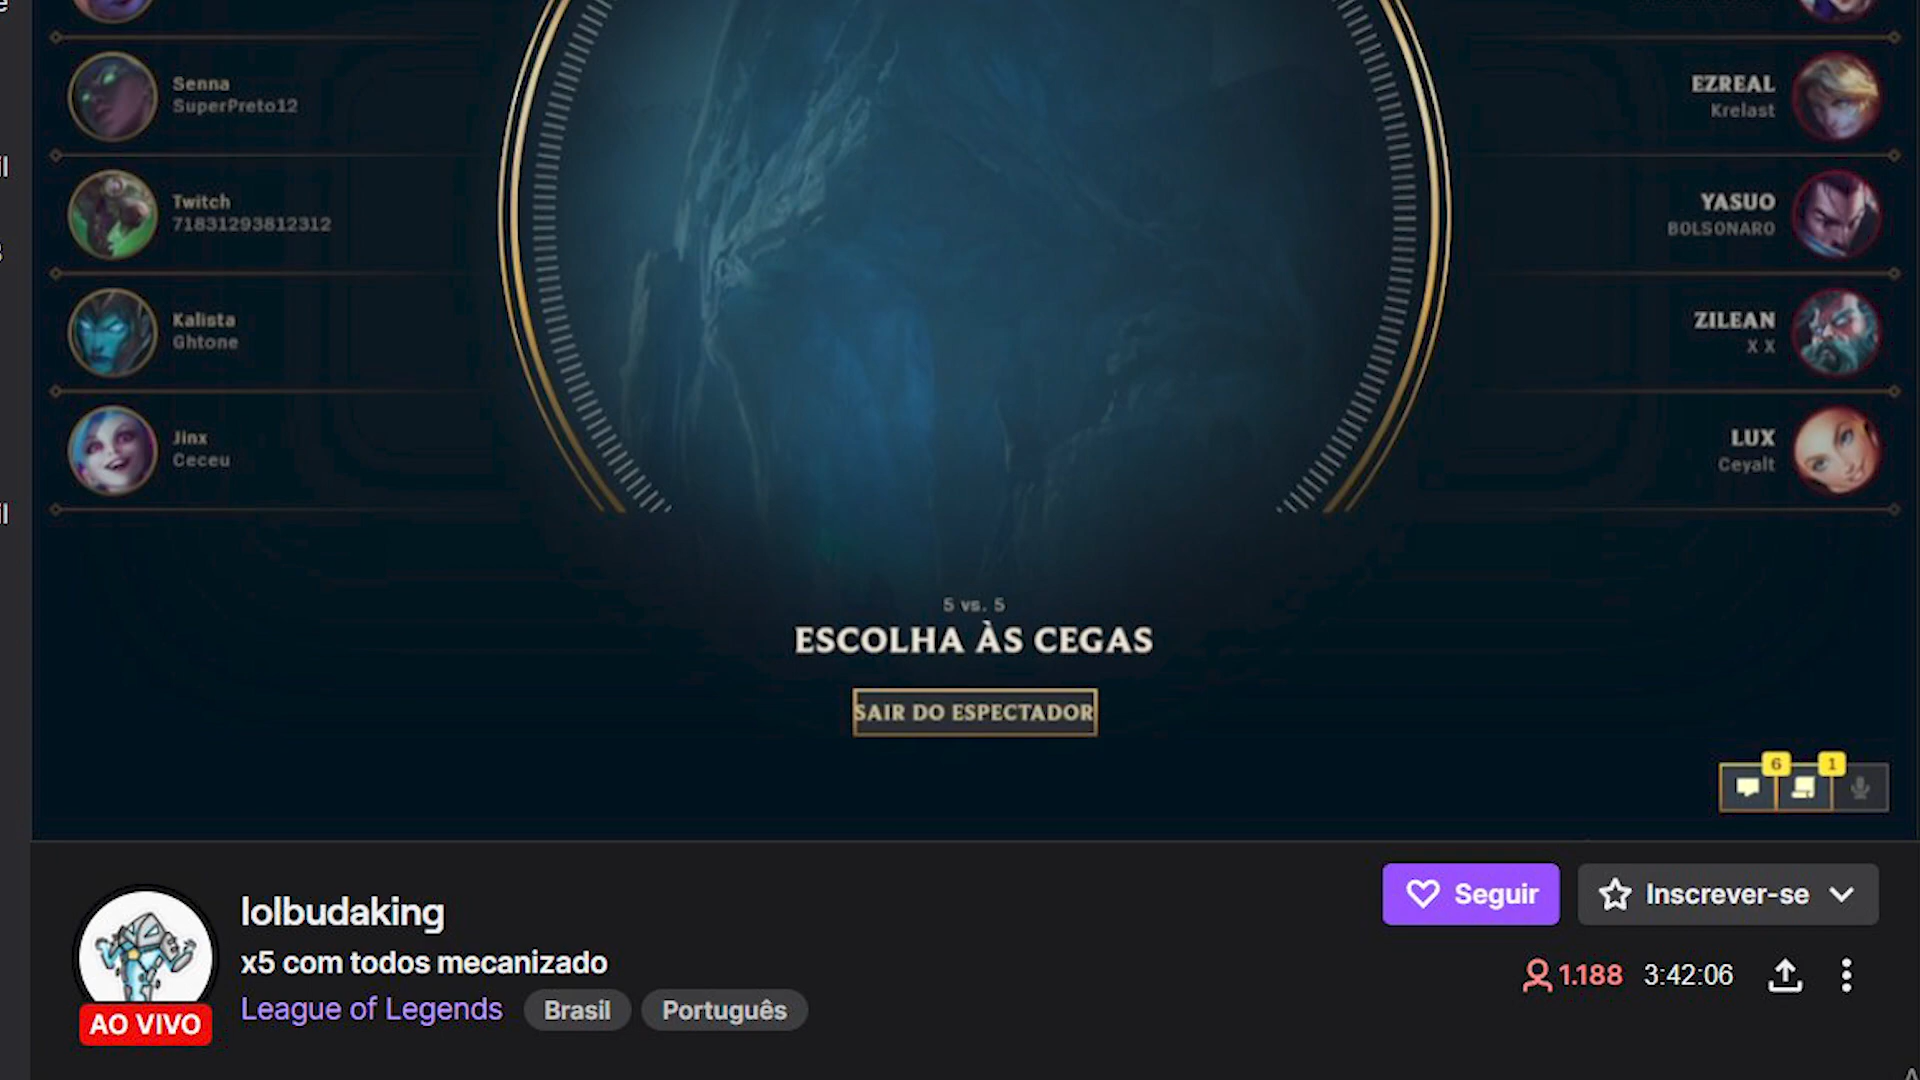 Senna
SuperPreto12
Twitch
71831293812312
Kalista
Ghtone
Jinx
Ceceu
EZREAL
Krelast
YASUO
BOLSONARO
ZILEAN
X X
LUX
Ceyalt
5 vs. 5
ESCOLHA ÀS CEGAS
SAIR DO ESPECTADOR
6
1
lolbudaking
x5 com todos mecanizado
League of Legends
Brasil
Português
AO VIVO
Seguir
Inscrever-se
1.188
3:42:06